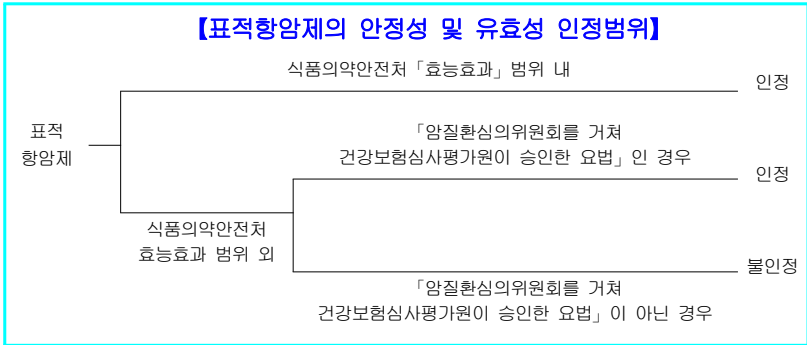 【표적항암제의 안정성 및 유효성 인정범위】
식품의약안전처「효능효과」범위 내
인정
표적
항암제
「암질환심의위원회를 거쳐
건강보험심사평가원이 승인한 요법」인 경우
인정
식품의약안전처
효능효과 범위 외
불인정
「암질환심의위원회를 거쳐
건강보험심사평가원이 승인한 요법」이 아닌 경우